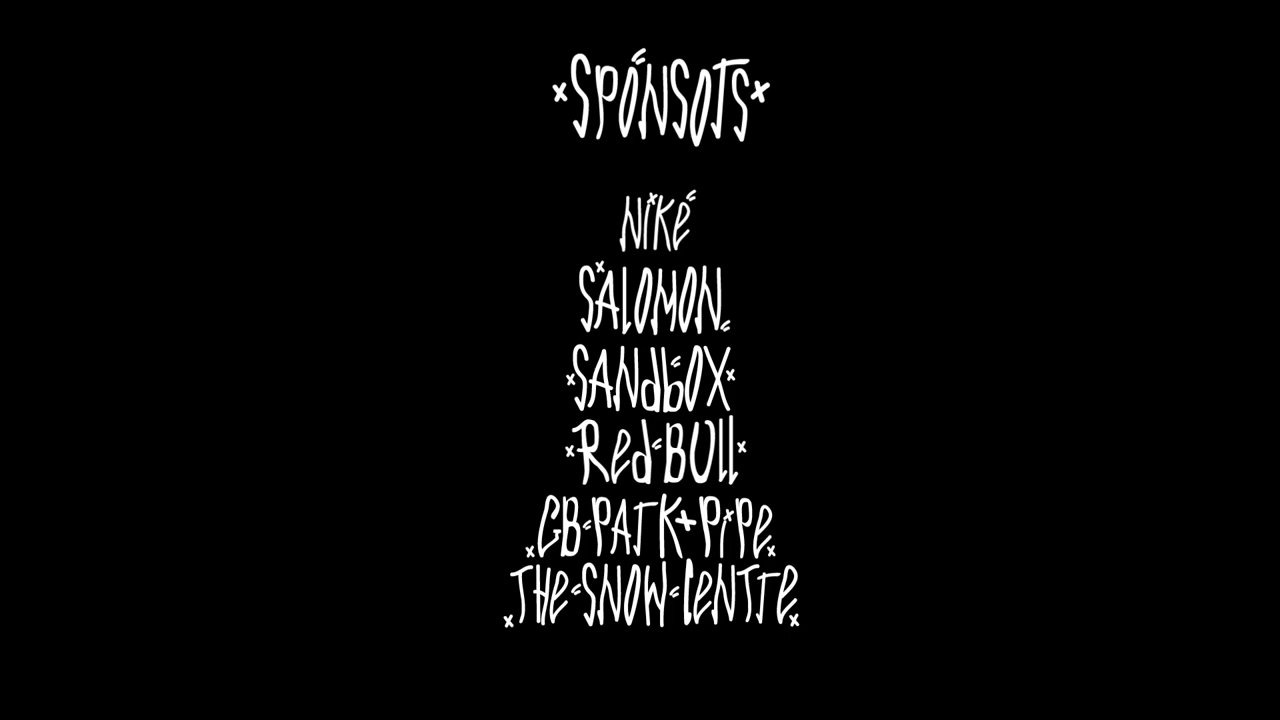 SPONSORS
NIKE
SALOMON
SANDBOX
RED BULL
GB PARK + PIPE
THE SNOW CENTRE